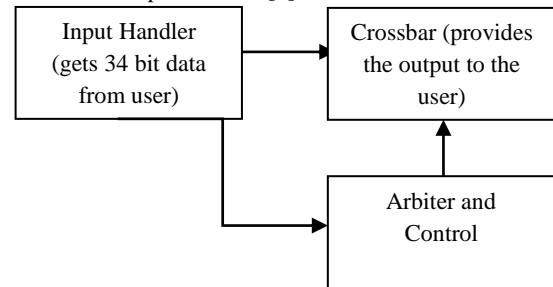 Input Handler
(gets 34 bit data
from user)
Crossbar (provides
the output to the
user)
Arbiter and
Control